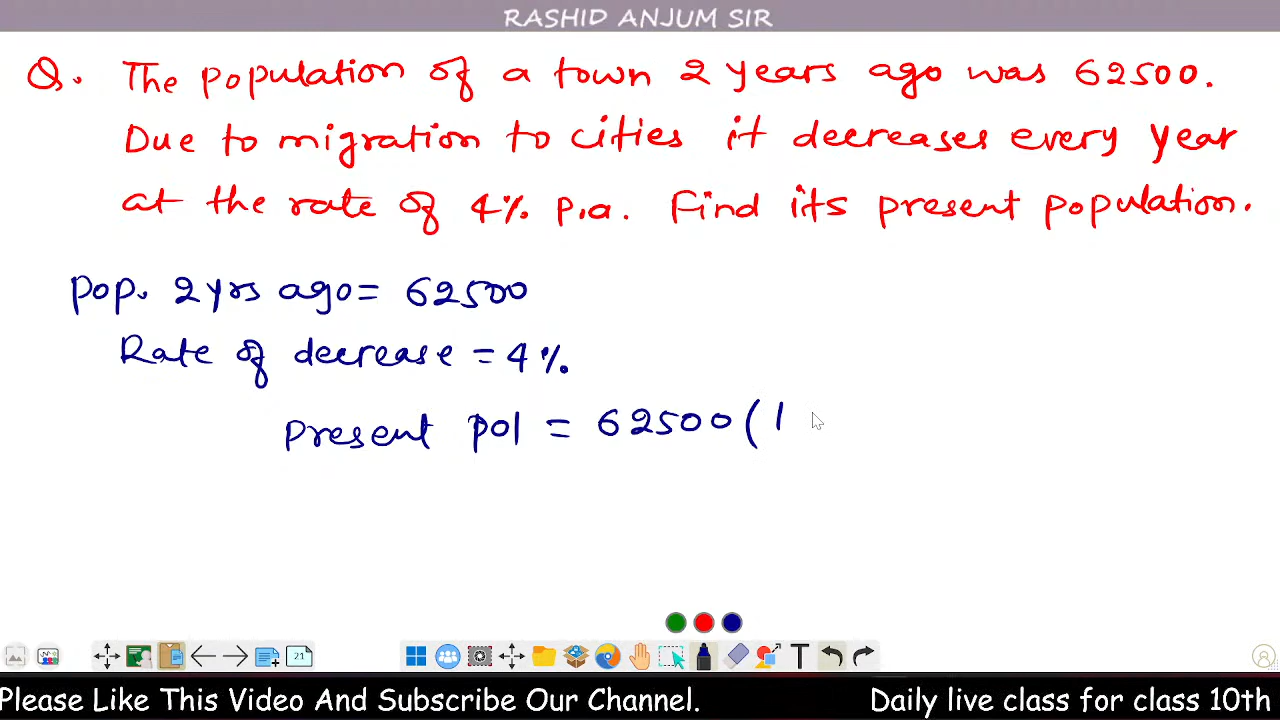 RASHID ANJUM SIR
Q. The population of a town 2 years ago was 62500.
Due to migration to cities it decreases every year
at the rate of 4% p.a. Find its present population.
Pop. 2 yrs ago = 62500
Rate of decrease = 4%.
Present pol = 62500 ( 1
21
T
Please Like This Video And Subscribe Our Channel.
Daily live class for class 10th